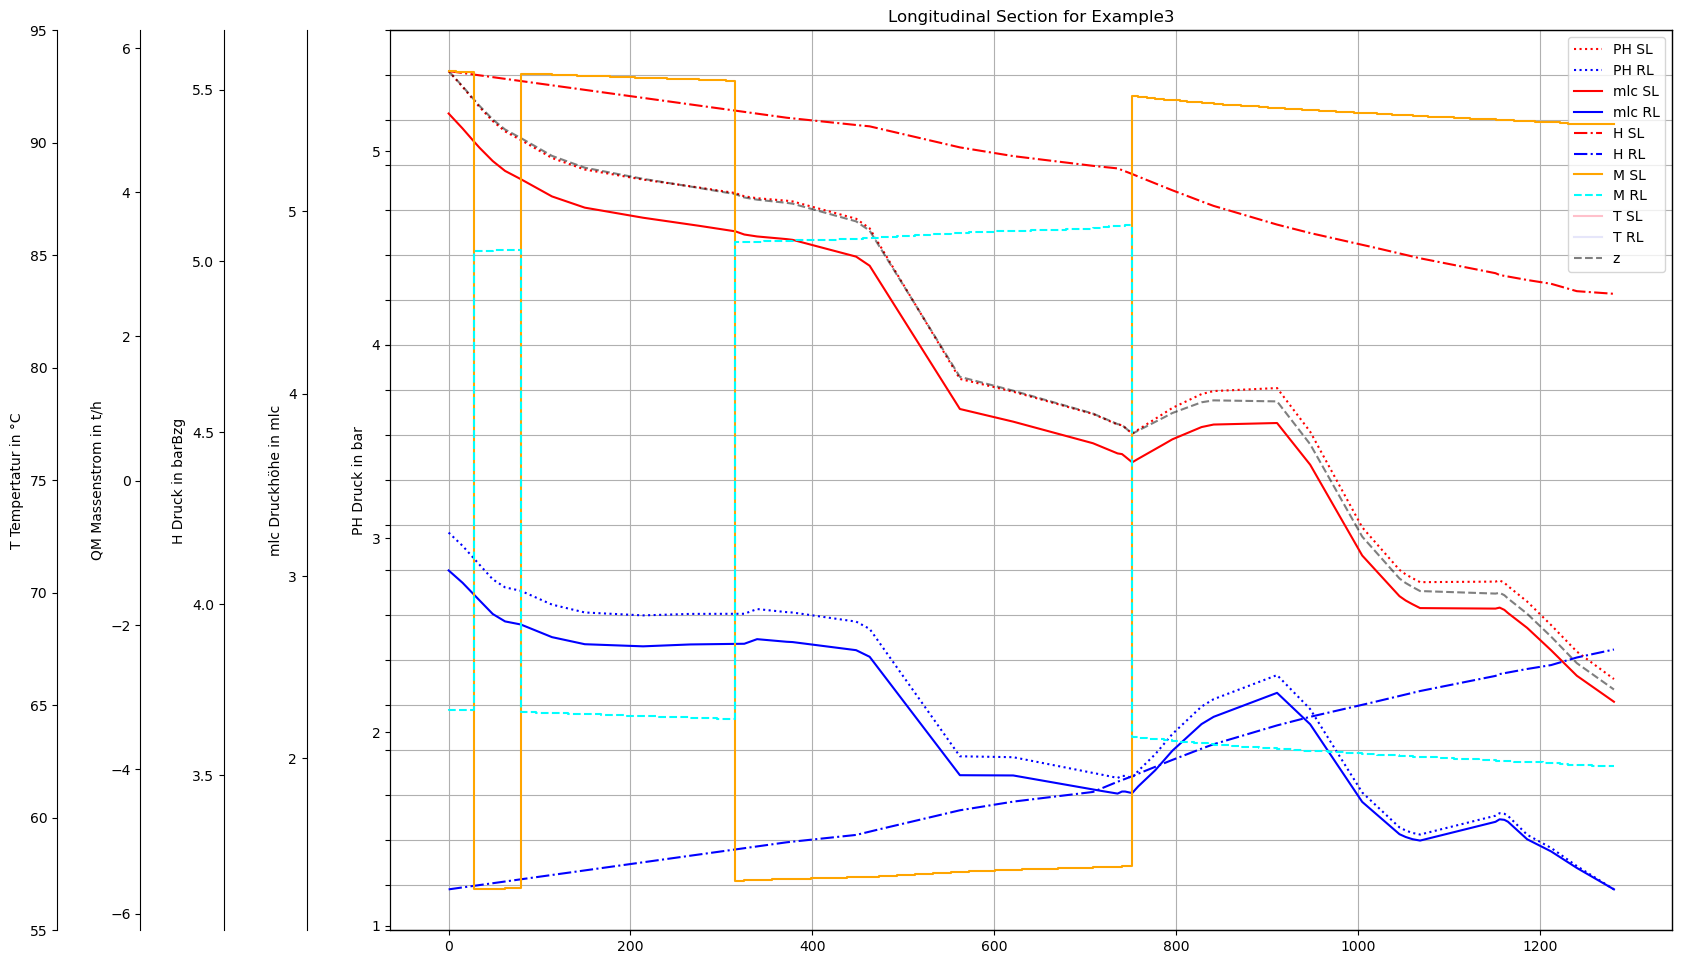 Longitudinal Section for Example3
T Tempertatur in °C
95
90
85
80
75
70
65
60
55
QM Massenstrom in t/h
6
4
2
0
−2
−4
−6
H Druck in barBzg
5.5
5.0
4.5
4.0
3.5
mlc Druckhöhe in mlc
5
4
3
2
PH Druck in bar
5
4
3
2
1
0
200
400
600
800
1000
1200
PH SL
PH RL
mlc SL
mlc RL
H SL
H RL
M SL
M RL
T SL
T RL
z